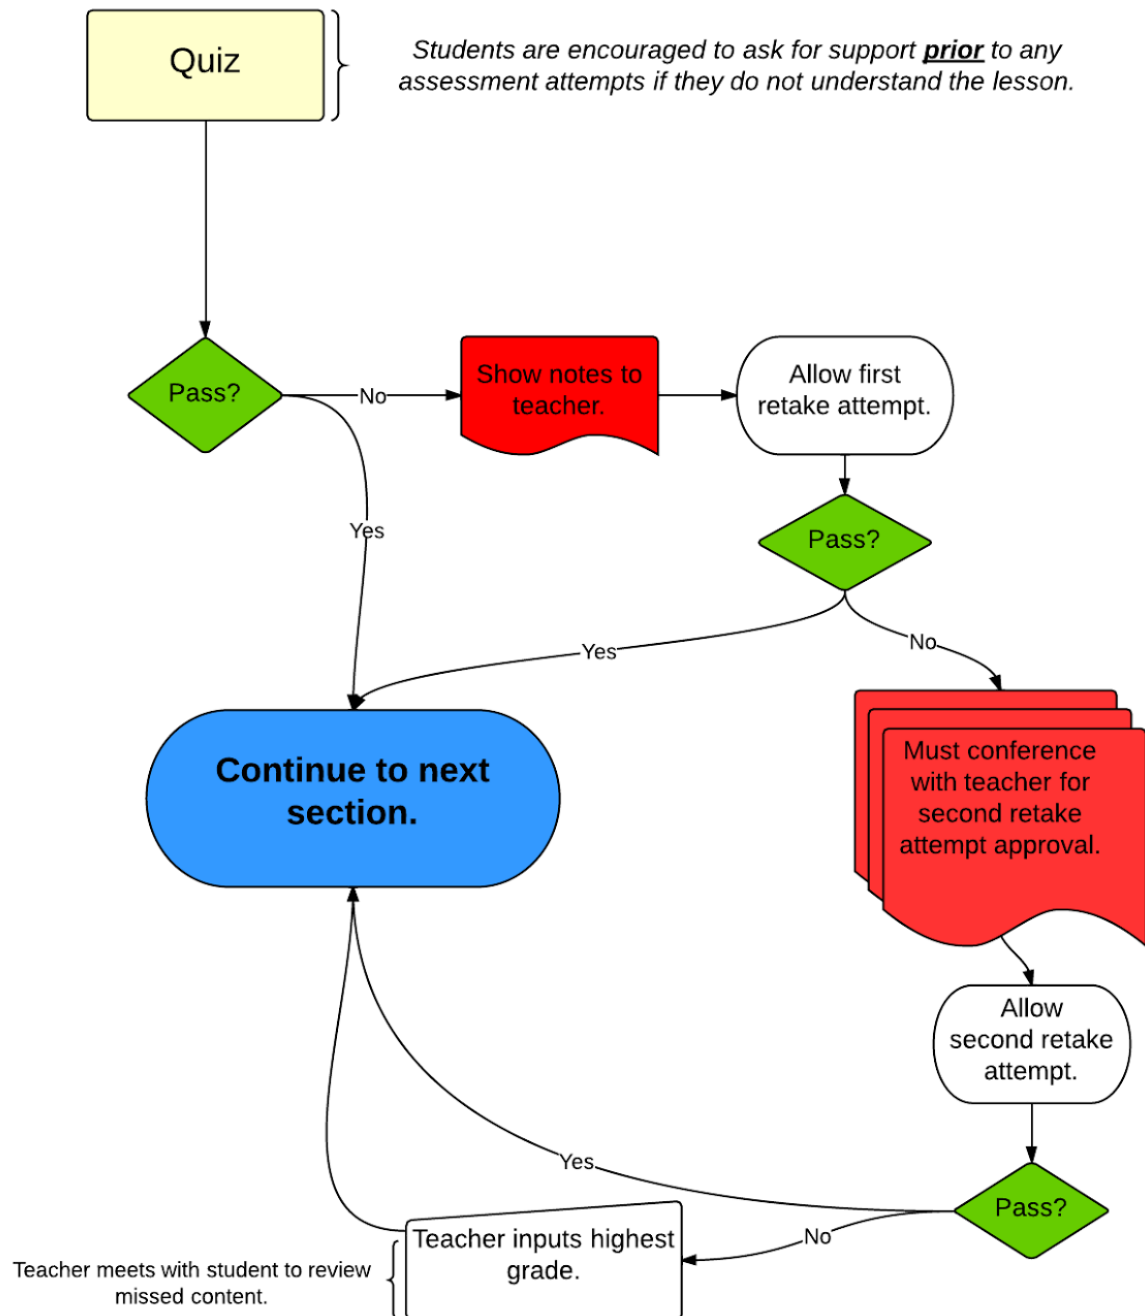 Quiz
Students are encouraged to ask for support prior to any
assessment attempts if they do not understand the lesson.
Pass?
No
Show notes to
teacher.
Allow first
retake attempt.
Yes
Pass?
Yes
No
Continue to next
section.
Must conference
with teacher for
second retake
attempt approval.
Allow
second retake
attempt.
Pass?
Yes
No
Teacher inputs highest
grade.
Teacher meets with student to review
missed content.